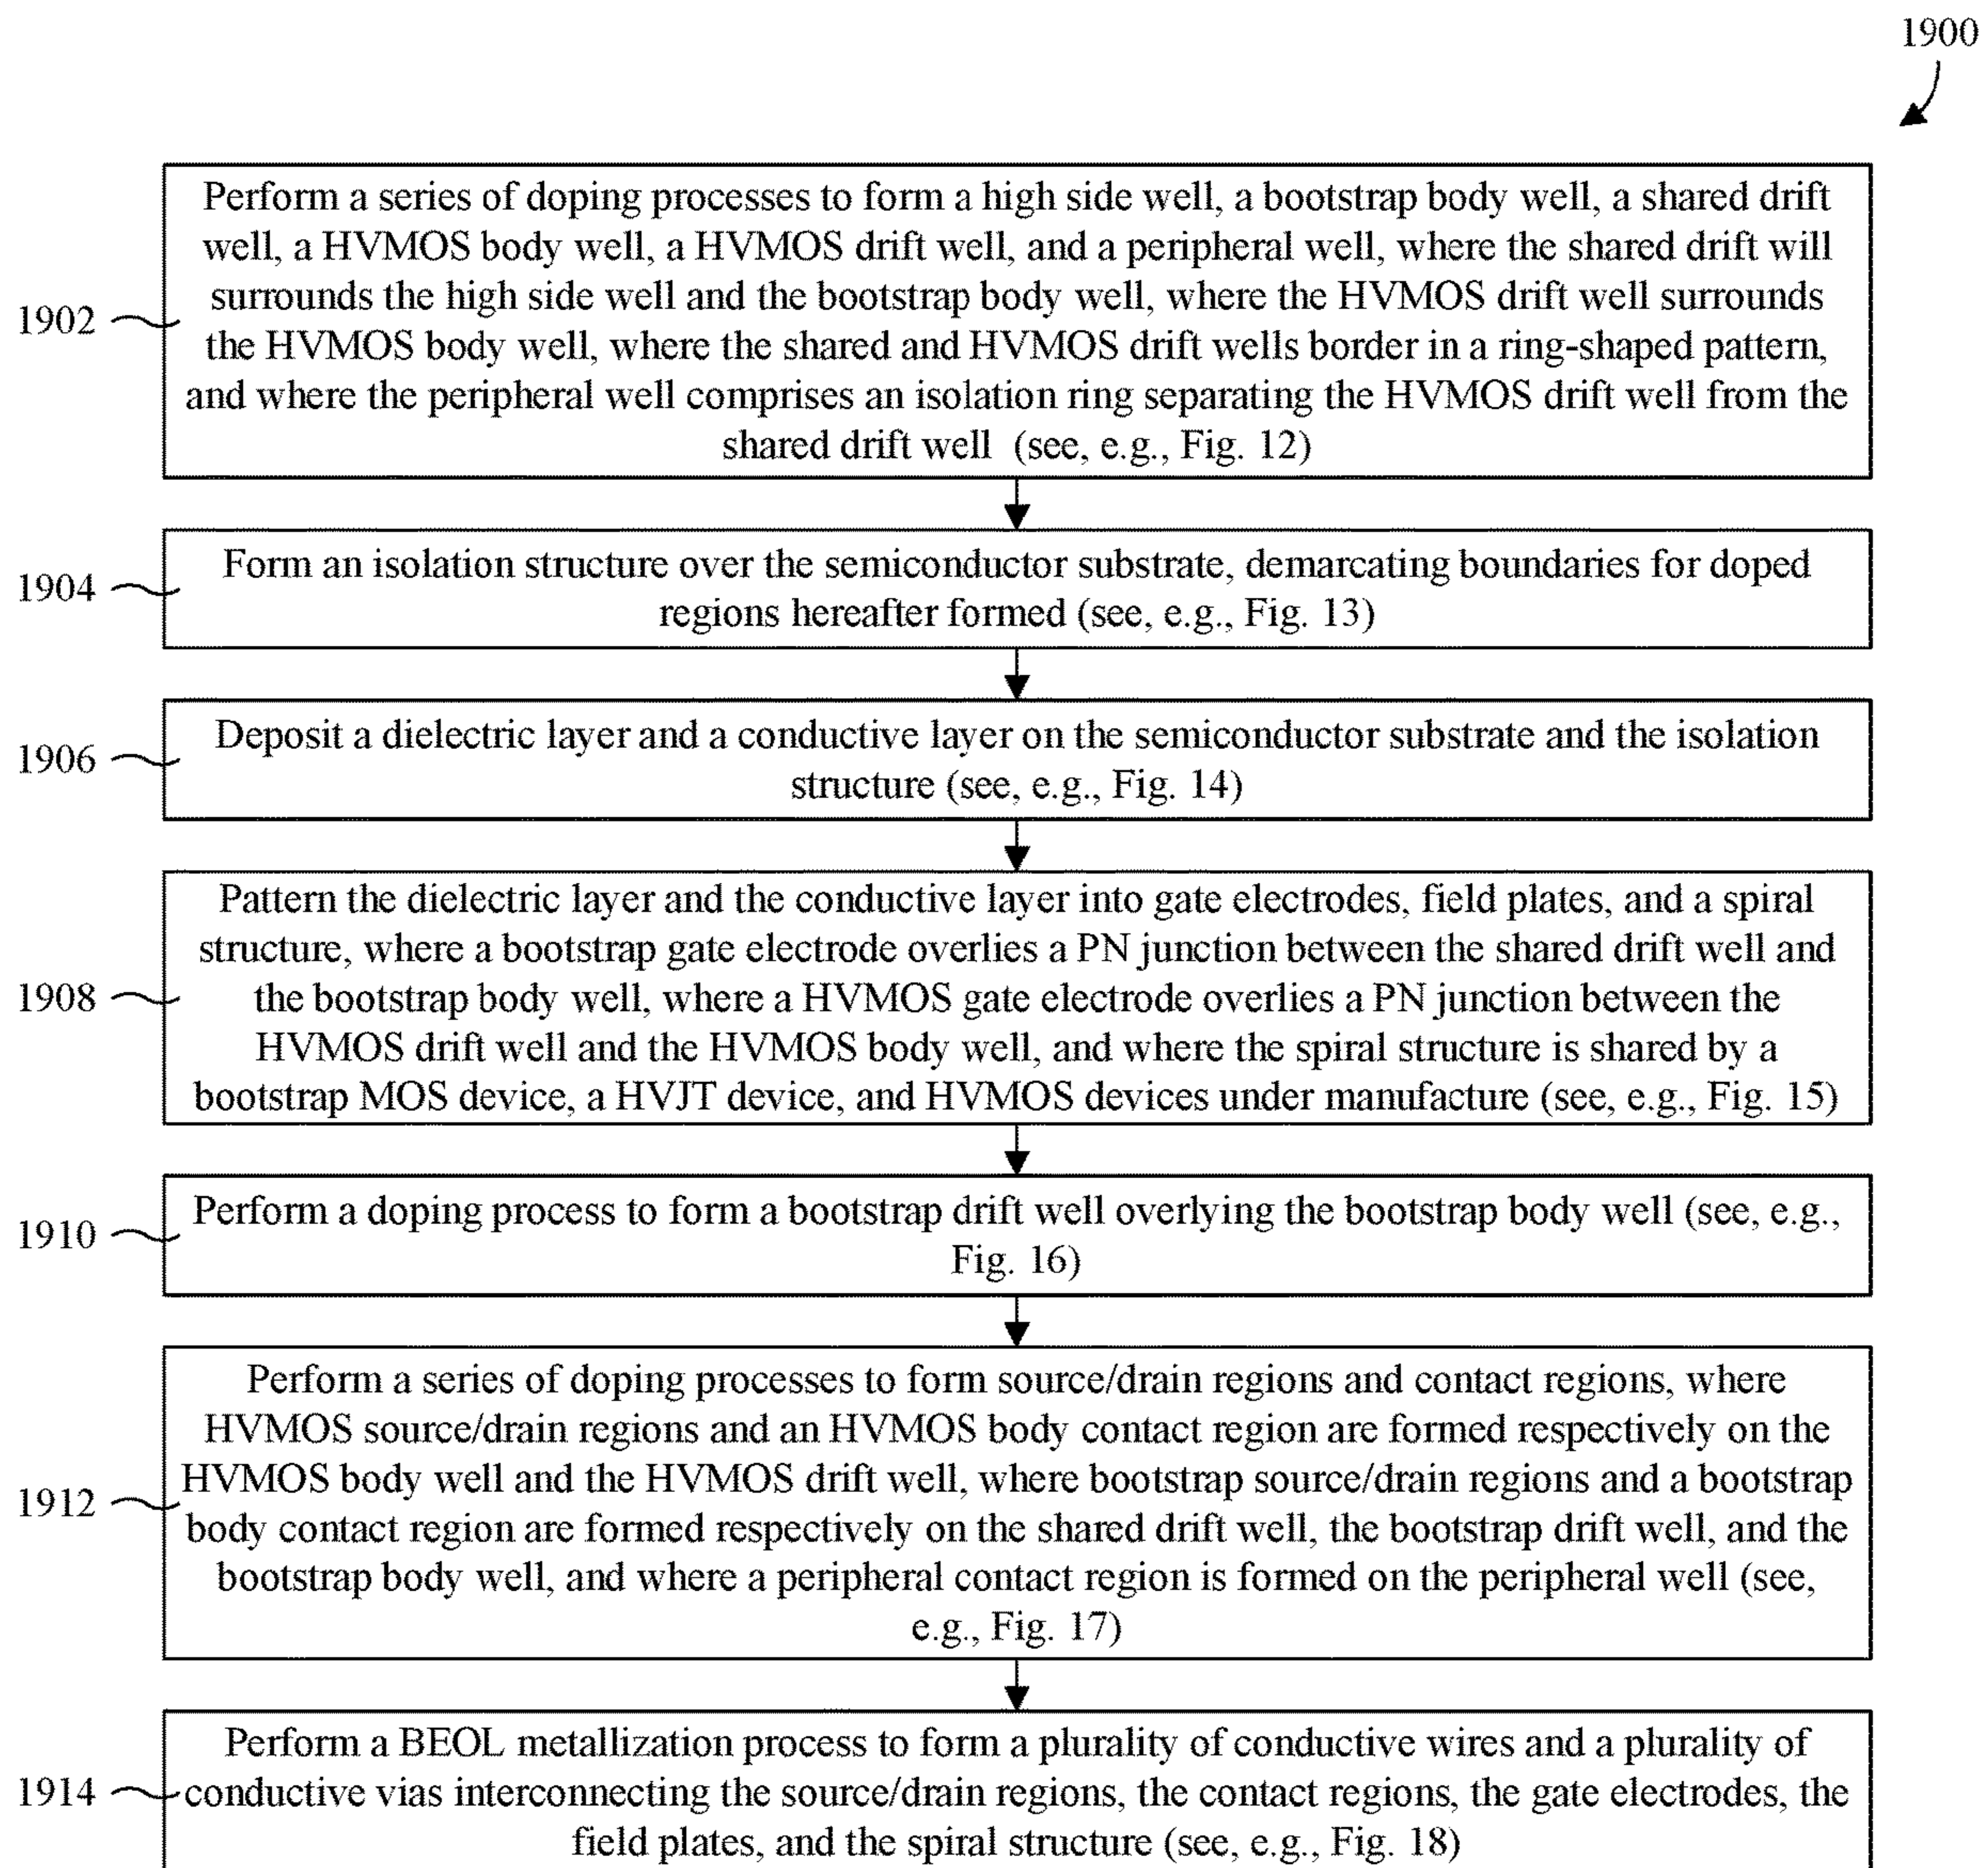 1900
Perform a series of doping processes to form a high side well, a bootstrap body well, a shared drift
well, a HVMOS body well, a HVMOS drift well, and a peripheral well, where the shared drift will
surrounds the high side well and the bootstrap body well, where the HVMOS drift well surrounds
1902
the HVMOS body well, where the shared and HVMOS drift wells border in a ring-shaped pattern,
and where the peripheral well comprises an isolation ring separating the HVMOS drift well from the
shared drift well (see, e.g., Fig. 12)
Form an isolation structure over the semiconductor substrate, demarcating boundaries for doped
1904
regions hereafter formed (see, e.g., Fig. 13)
Deposit a dielectric layer and a conductive layer on the semiconductor substrate and the isolation
1906
structure (see, e.g., Fig. 14)
Pattern the dielectric layer and the conductive layer into gate electrodes, field plates, and a spiral
structure, where a bootstrap gate electrode overlies a PN junction between the shared drift well and
1908
the bootstrap body well, where a HVMOS gate electrode overlies a PN junction between the
HVMOS drift well and the HVMOS body well, and where the spiral structure is shared by a
bootstrap MOS device, a HVJT device, and HVMOS devices under manufacture (see, e.g., Fig. 15)
Perform a doping process to form a bootstrap drift well overlying the bootstrap body well (see, e.g.,
1910
Fig. 16)
Perform a series of doping processes to form source/drain regions and contact regions, where
HVMOS source/drain regions and an HVMOS body contact region are formed respectively on the
HVMOS body well and the HVMOS drift well, where bootstrap source/drain regions and a bootstrap
1912
body contact region are formed respectively on the shared drift well, the bootstrap drift well, and the
bootstrap body well, and where a peripheral contact region is formed on the peripheral well (see,
e.g., Fig. 17)
Perform a BEOL metallization process to form a plurality of conductive wires and a plurality of
1914
conductive vias interconnecting the source/drain regions, the contact regions, the gate electrodes, the
field plates, and the spiral structure (see, e.g., Fig. 18)